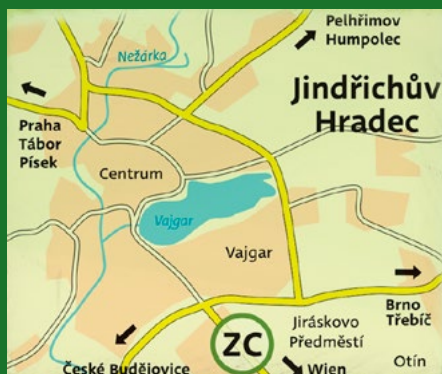 Pelhřimov
Humpolec
Nežárka
Jindřichův
Hradec
Praha
Tábor
Písek
Centrum
Vajgar
Vajgar
Brno
Třebíč
Jiráskovo
Předměstí
ZC
Otín
České Budějovice
Wien